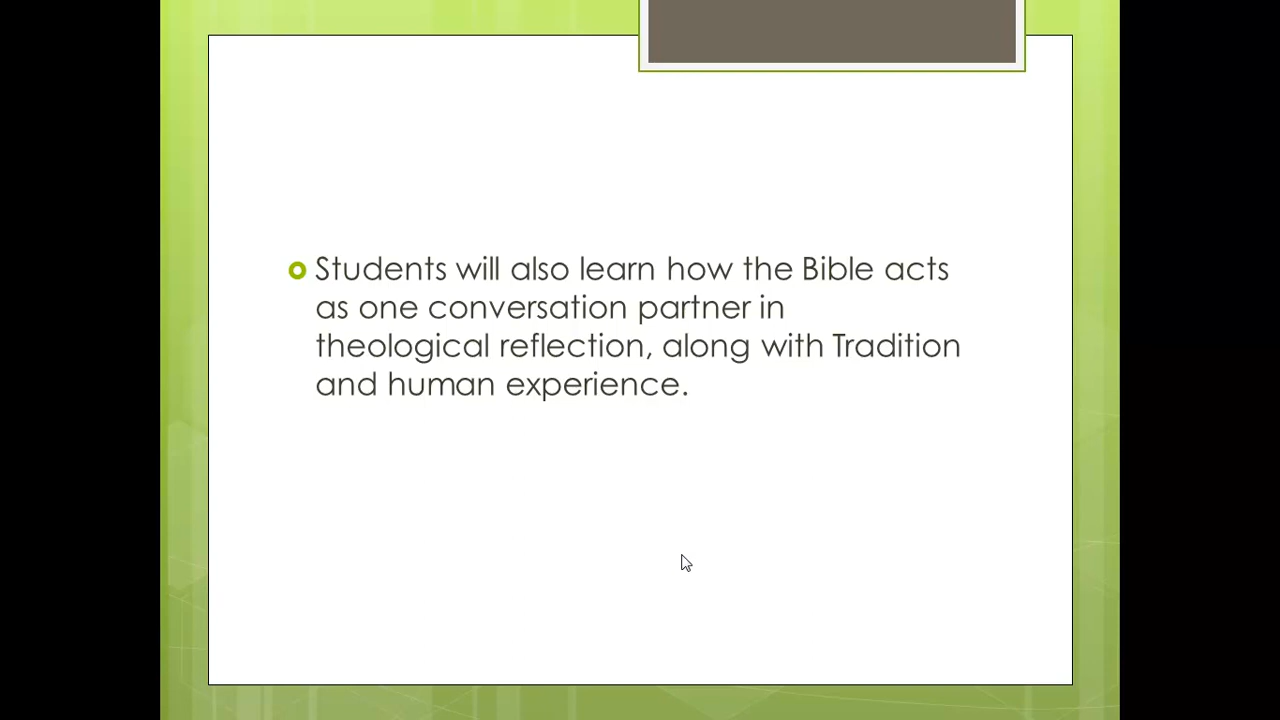 Students will also learn how the Bible acts
as one conversation partner in
theological reflection, along with Tradition
and human experience.